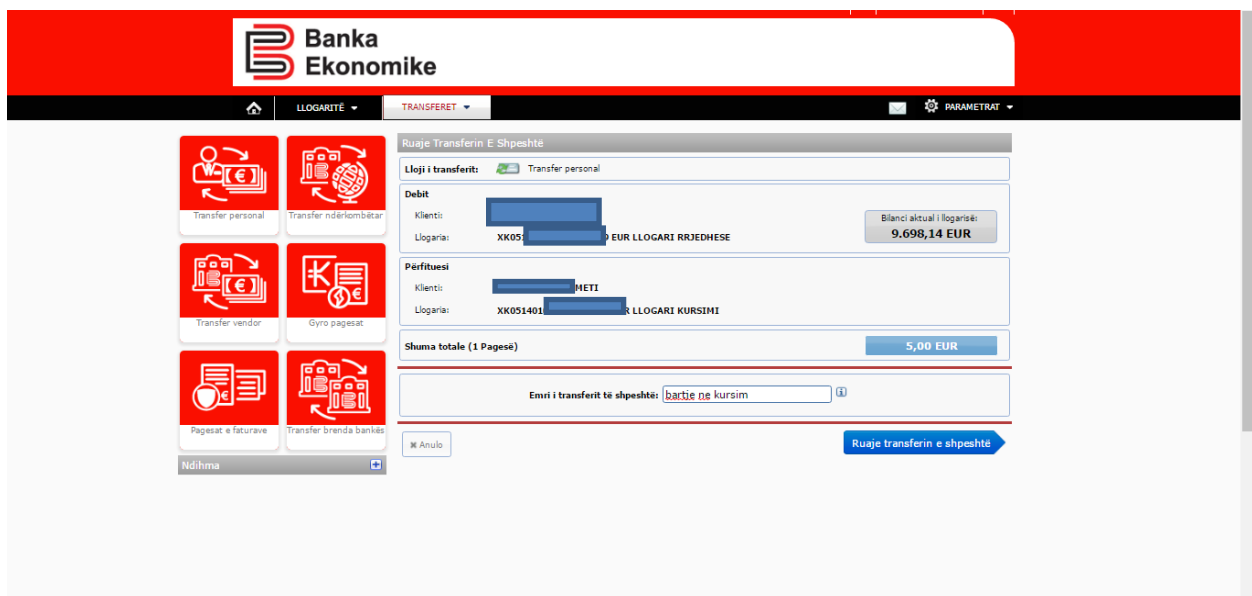 Banka
Ekonomike
LLOGARITË
TRANSFERET
PARAMETRAT
Transfer personal
Transfer ndërkombëtar
Transfer vendor
Gyro pagesat
Pagesat e faturave
Transfer brenda bankës
Ndihma
Ruaje Transferin E Shpeshtë
Lloji i transferit: Transfer personal
Debit
Klienti:
Llogaria: XK05 EUR LLOGARI RRJEDHESE
Bilanci aktual i llogarisë:
9.698,14 EUR
Përfituesi
Klienti: METI
Llogaria: XK051401 LLOGARI KURSIMI
Shuma totale (1 Pagesë) 5,00 EUR
Emri i transferit të shpeshtë: bartje ne kursim
Anulo
Ruaje transferin e shpeshtë